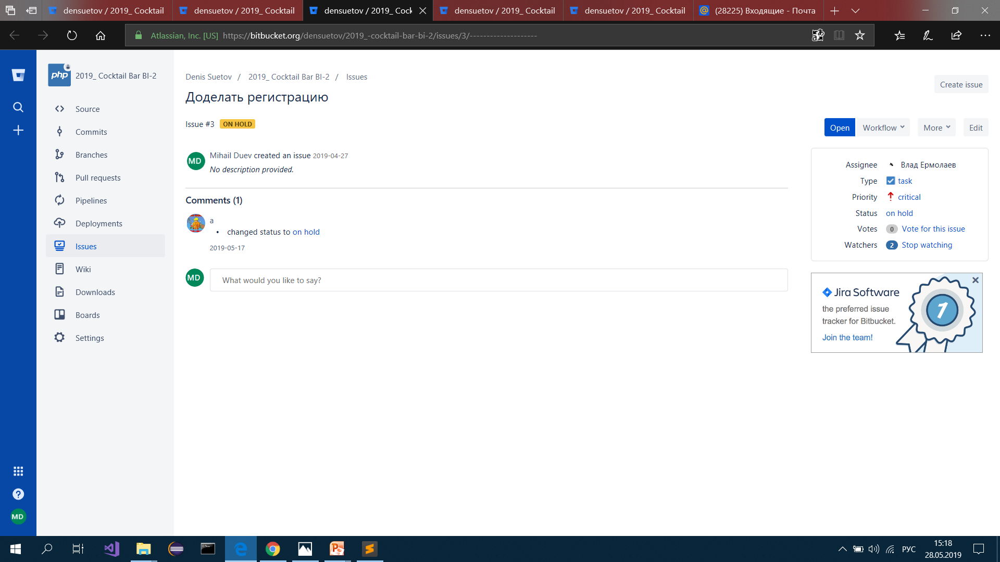 densuetov / 2019_ Cocktail
densuetov / 2019_ Cocktail
densuetov / 2019_ Cock
densuetov / 2019_ Cocktail
densuetov / 2019_ Cocktail
(28225) Входящие - Почта
Atlassian, Inc. [US] https://bitbucket.org/densuetov/2019_-cocktail-bar-bi-2/issues/3/--------------------
php
2019_ Cocktail Bar BI-2
Source
Commits
Branches
Pull requests
Pipelines
Deployments
Issues
Wiki
Downloads
Boards
Settings
MD
Denis Suetov / 2019_ Cocktail Bar BI-2 / Issues
Create issue
Доделать регистрацию
Issue #3 ON HOLD
Open Workflow More Edit
MD
Mihail Duev created an issue 2019-04-27
No description provided.
Comments (1)
a
• changed status to on hold
2019-05-17
MD
What would you like to say?
Assignee Влад Ермолаев
Type task
Priority critical
Status on hold
Votes 0 Vote for this issue
Watchers 2 Stop watching
Jira Software
the preferred issue
tracker for Bitbucket.
Join the team!
1
РУС
15:18
28.05.2019